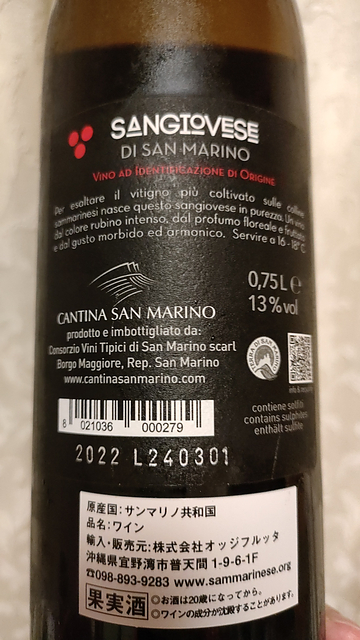 SANGIOVESE
DI SAN MARINO
VINO AD IDENTIFICAZIONE DI ORIGINE
Per esaltare il vitigno più coltivato sulle colline
sammarinesi nasce questo sangiovese in purezza. Un vino
dal colore rubino intenso, dal profumo floreale e fruttato
e dal gusto morbido ed armonico. Servire a 16 - 18° C.
0,75 L e
13 % vol
CANTINA SAN MARINO
prodotto e imbottigliato da:
Consorzio Vini Tipici di San Marino scarl
Borgo Maggiore, Rep. San Marino
www.cantinasanmarino.com
contiene solfiti
contains sulphites
enthält sulfite
8 021036 000279
2022 L240301
原産国：サンマリノ共和国
品名：ワイン
輸入・販売元：株式会社オッジフルッタ
沖縄県宜野湾市普天間 1-9-6-1F
☎098-893-9283 www.sammarinese.org
果実酒
◎お酒は20歳になってから。
◎ワインの成分が沈殿することがあります。